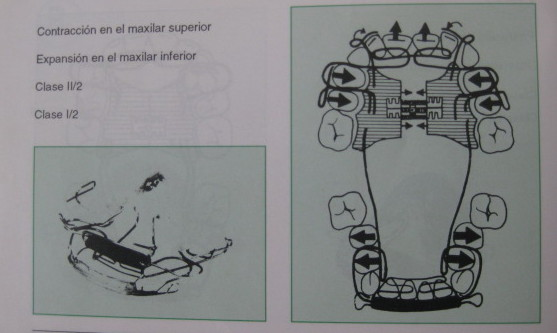 Contracción en el maxilar superior
Expansión en el maxilar inferior
Clase II/2
Clase I/2